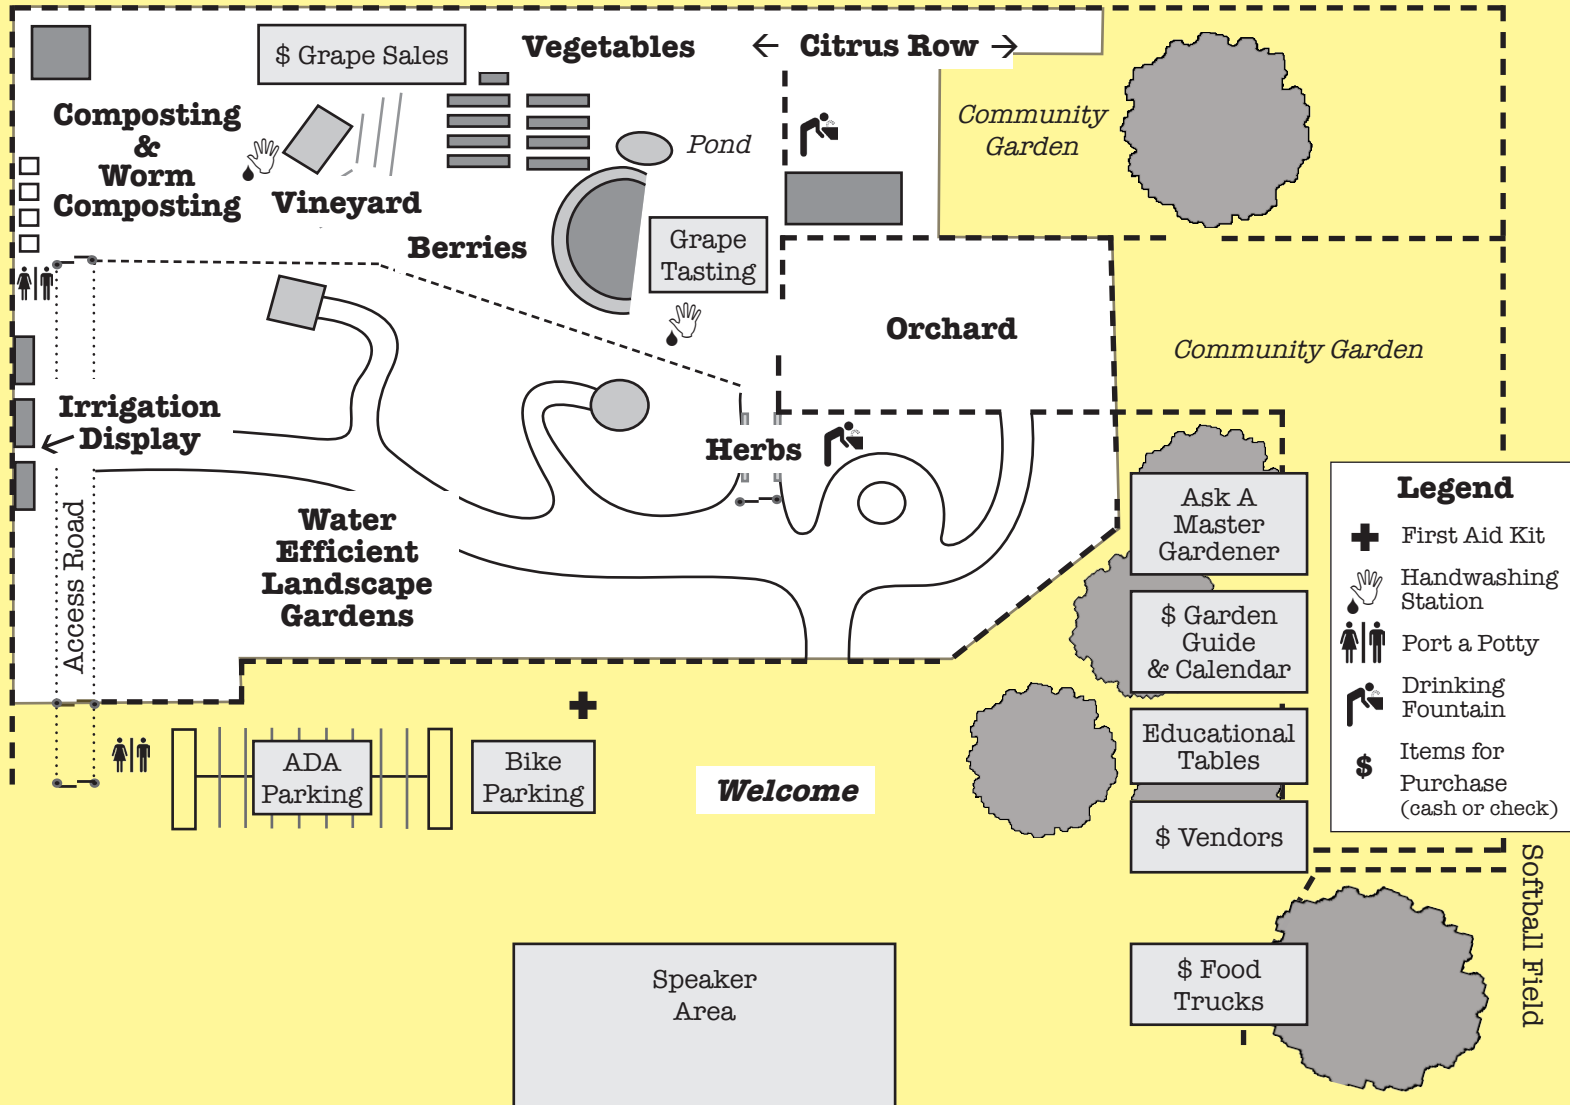 $ Grape Sales
Vegetables
← Citrus Row →
Composting
&
Worm
Composting
Vineyard
Berries
Pond
Grape
Tasting
Community
Garden
Orchard
Community Garden
Irrigation
Display
Herbs
Water
Efficient
Landscape
Gardens
Access Road
Ask A
Master
Gardener
$ Garden
Guide
& Calendar
Educational
Tables
$ Vendors
$ Food
Trucks
Legend
First Aid Kit
Handwashing
Station
Port a Potty
Drinking
Fountain
$ Items for
Purchase
(cash or check)
Softball Field
ADA
Parking
Bike
Parking
Welcome
Speaker
Area